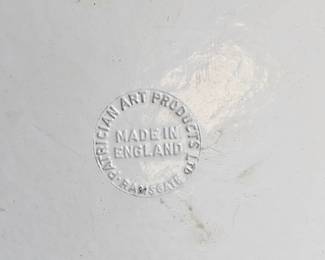 PATRICIAN ART PRODUCTS LTD
MADE IN
ENGLAND
· RAMSGATE ·